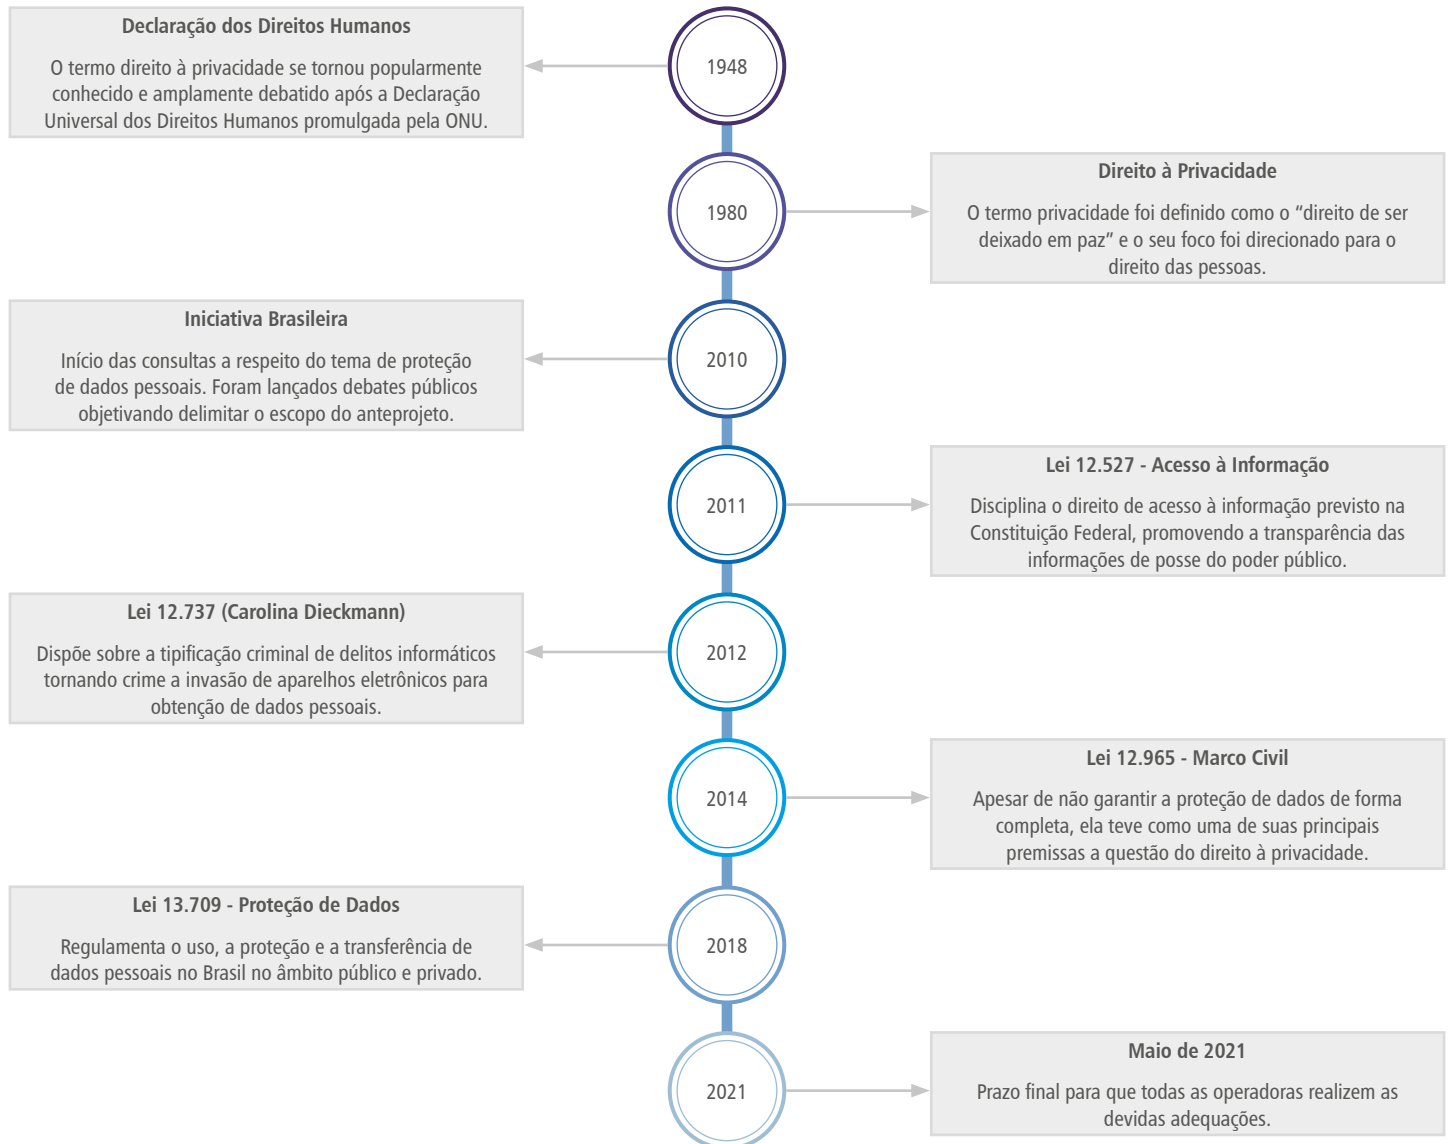 Declaração dos Direitos Humanos
O termo direito à privacidade se tornou popularmente
conhecido e amplamente debatido após a Declaração
Universal dos Direitos Humanos promulgada pela ONU.
1948
1980
Direito à Privacidade
O termo privacidade foi definido como o “direito de ser
deixado em paz” e o seu foco foi direcionado para o
direito das pessoas.
Iniciativa Brasileira
Início das consultas a respeito do tema de proteção
de dados pessoais. Foram lançados debates públicos
objetivando delimitar o escopo do anteprojeto.
2010
2011
Lei 12.527 - Acesso à Informação
Disciplina o direito de acesso à informação previsto na
Constituição Federal, promovendo a transparência das
informações de posse do poder público.
Lei 12.737 (Carolina Dieckmann)
Dispõe sobre a tipificação criminal de delitos informáticos
tornando crime a invasão de aparelhos eletrônicos para
obtenção de dados pessoais.
2012
2014
Lei 12.965 - Marco Civil
Apesar de não garantir a proteção de dados de forma
completa, ela teve como uma de suas principais
premissas a questão do direito à privacidade.
Lei 13.709 - Proteção de Dados
Regulamenta o uso, a proteção e a transferência de
dados pessoais no Brasil no âmbito público e privado.
2018
2021
Maio de 2021
Prazo final para que todas as operadoras realizem as
devidas adequações.